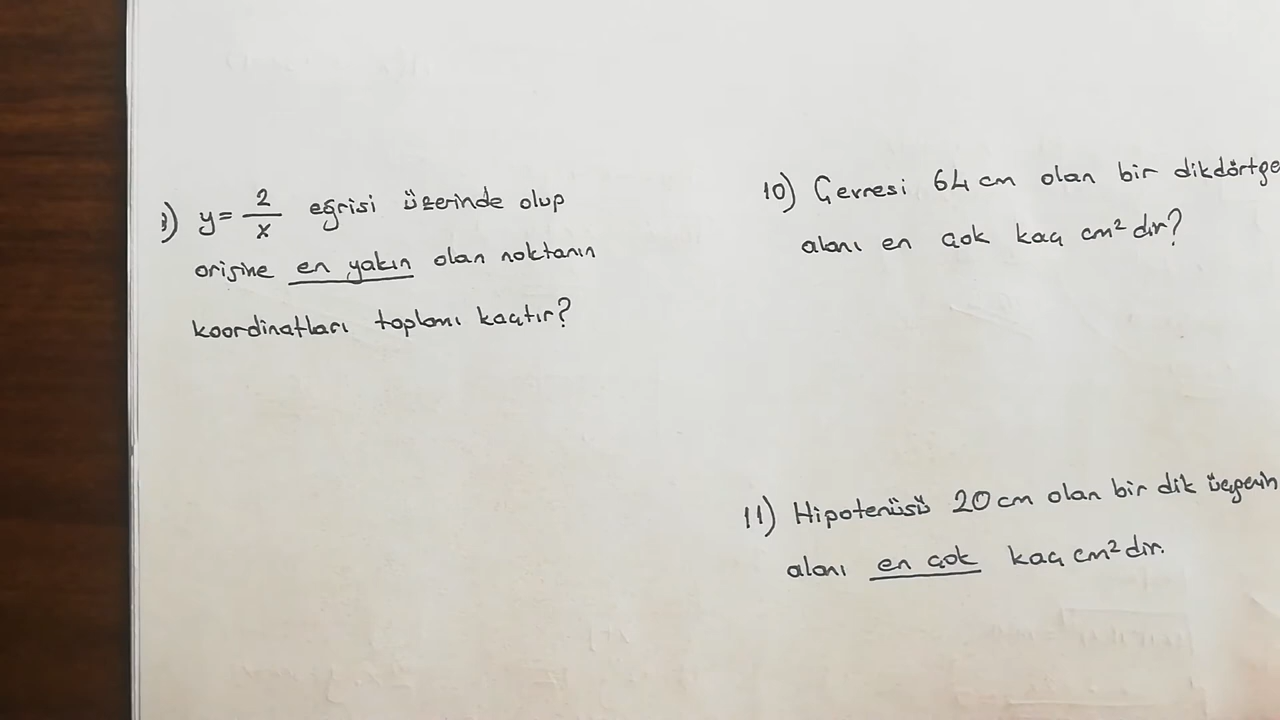 ) y = 2/x eğrisi üzerinde olup
orijine en yakın olan noktanın
koordinatları toplamı kaçtır?
10) Çevresi 64 cm olan bir dikdörtge
alanı en çok kaç cm² dir?
11) Hipotenüsü 20 cm olan bir dik üçgenin
alanı en çok kaç cm² dir.